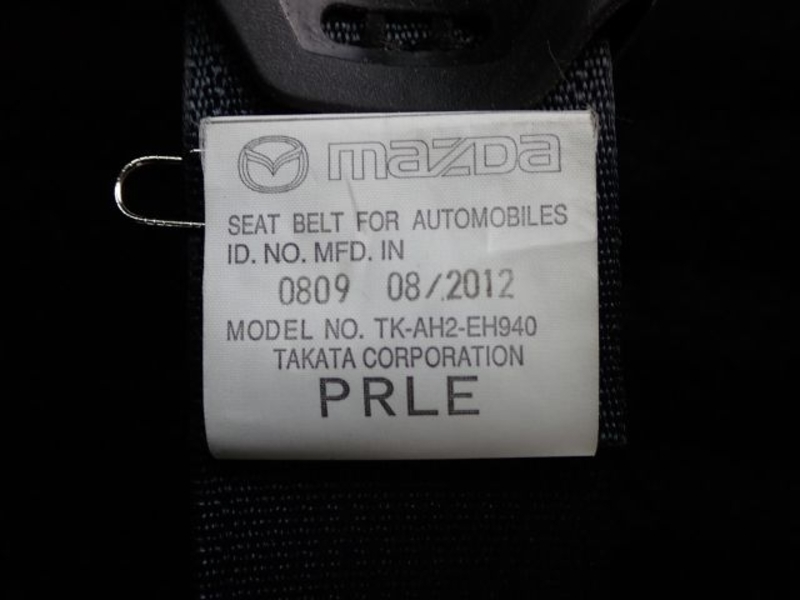 mazda
SEAT BELT FOR AUTOMOBILES
ID. NO. MFD. IN
0809 08/2012
MODEL NO. TK-AH2-EH940
TAKATA CORPORATION
PRLE